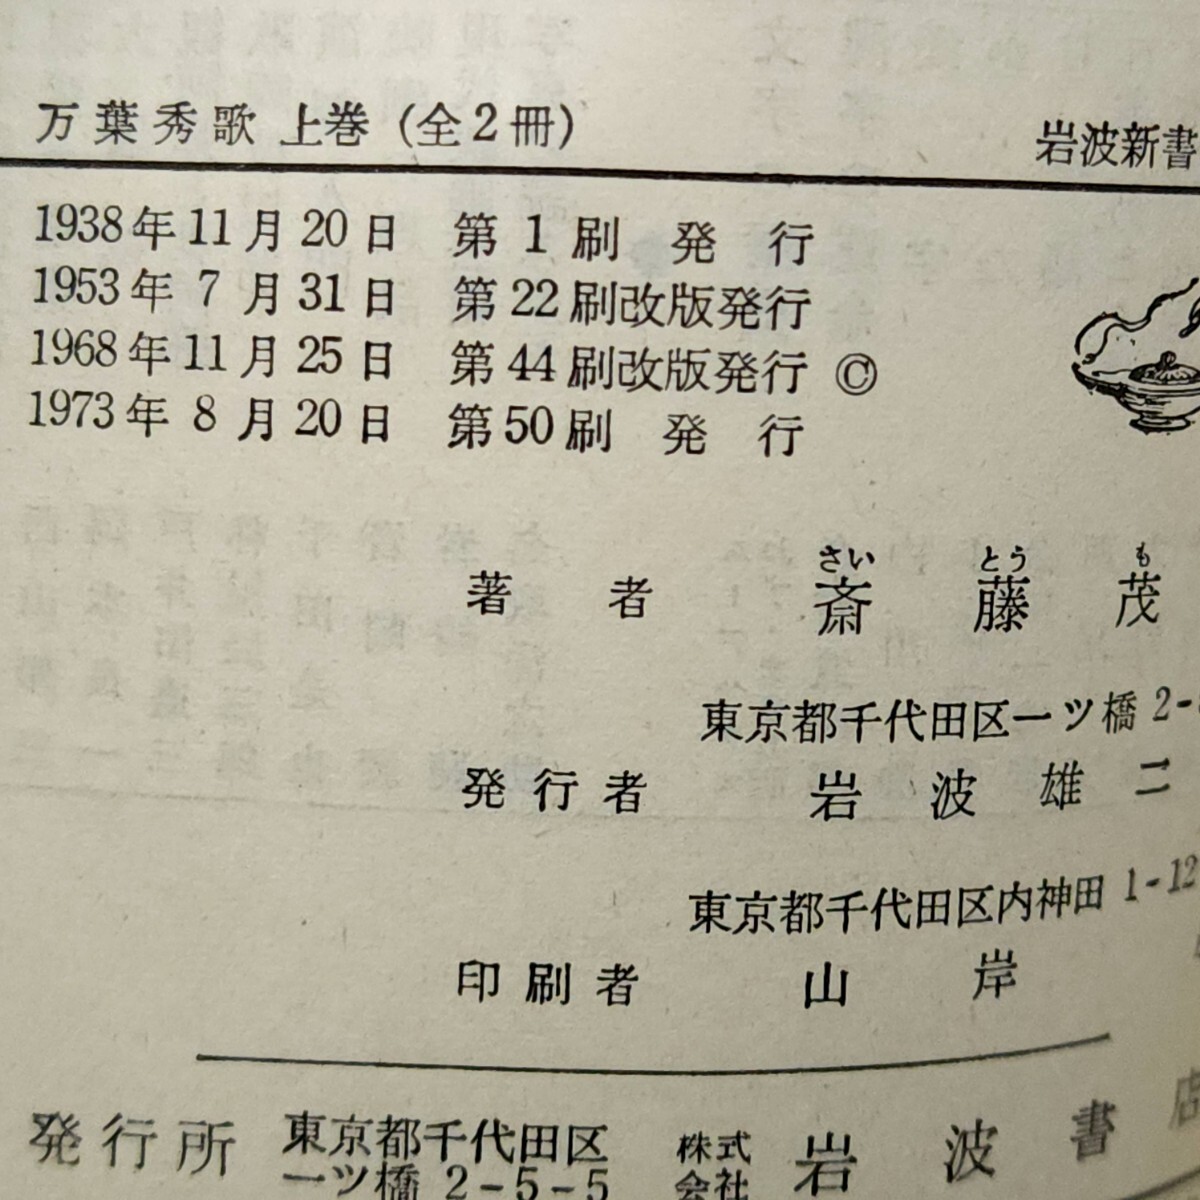 万葉秀歌 上巻 (全2冊)
岩波新書
1938年11月20日 第1刷発行
1953年7月31日 第22刷改版発行
1968年11月25日 第44刷改版発行 ©
1973年8月20日 第50刷発行
さい とう も
著者 斎藤茂
東京都千代田区一ツ橋2-
発行者 岩波雄二
東京都千代田区内神田1-12
印刷者 山岸
発行所 東京都千代田区 株式 岩波書店
一ツ橋2-5-5 会社